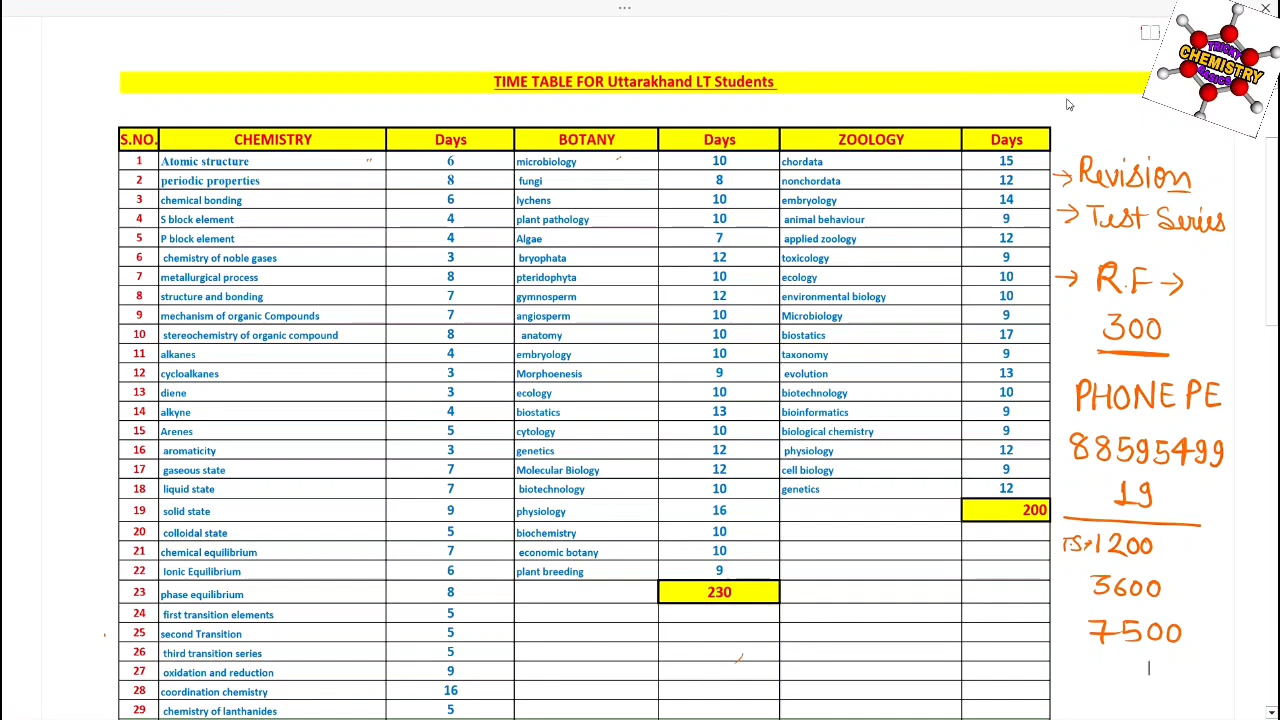 TRICKY
CHEMISTRY
BASICS
TIME TABLE FOR Uttarakhand LT Students
S.NO. CHEMISTRY Days BOTANY Days ZOOLOGY Days
1 Atomic structure 6 microbiology 10 chordata 15
2 periodic properties 8 fungi 8 nonchordata 12
3 chemical bonding 6 lychens 10 embryology 14
4 S block element 4 plant pathology 10 animal behaviour 9
5 P block element 4 Algae 7 applied zoology 12
6 chemistry of noble gases 3 bryophata 12 toxicology 9
7 metallurgical process 8 pteridophyta 10 ecology 10
8 structure and bonding 7 gymnosperm 12 environmental biology 10
9 mechanism of organic Compounds 7 angiosperm 10 Microbiology 9
10 stereochemistry of organic compound 8 anatomy 10 biostatics 17
11 alkanes 4 embryology 10 taxonomy 9
12 cycloalkanes 3 Morphoenesis 9 evolution 13
13 diene 3 ecology 10 biotechnology 10
14 alkyne 4 biostatics 13 bioinformatics 9
15 Arenes 5 cytology 10 biological chemistry 9
16 aromaticity 3 genetics 12 physiology 12
17 gaseous state 7 Molecular Biology 12 cell biology 9
18 liquid state 7 biotechnology 10 genetics 12
19 solid state 9 physiology 16 200
20 colloidal state 5 biochemistry 10
21 chemical equilibrium 7 economic botany 10
22 Ionic Equilibrium 6 plant breeding 9
23 phase equilibrium 8 230
24 first transition elements 5
25 second Transition 5
26 third transition series 5
27 oxidation and reduction 9
28 coordination chemistry 16
29 chemistry of lanthanides 5
→ Revision
→ Test Series
→ R.F →
300
PHONE PE
88595499
19
T.S→1200
3600
7500